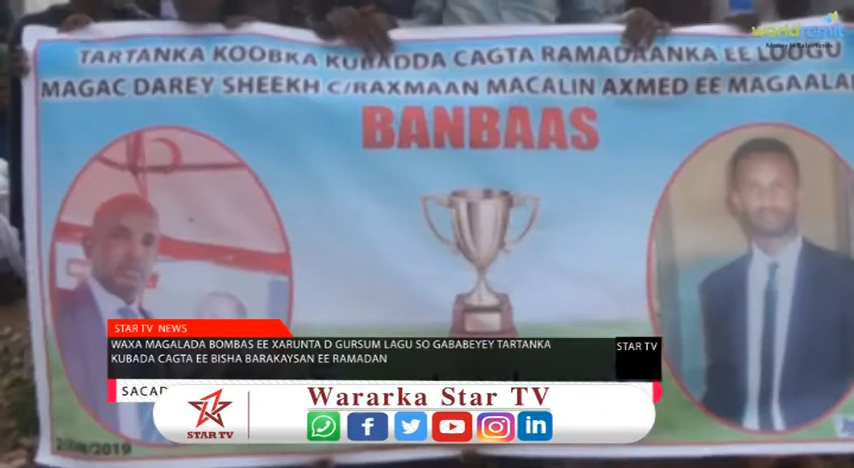 worldremit
TARTANKA KOOBKA KUBADDA CAGTA RAMADAANKA EE LOOGU
MAGAC DAREY SHEEKH C/RAXMAAN MACALIN AXMED EE MAGAALA
BANBAAS
STAR TV NEWS
WAXA MAGALADA BOMBAS EE XARUNTA D GURSUM LAGU SO GABABEYEY TARTANKA
KUBADA CAGTA EE BISHA BARAKAYSAN EE RAMADAN
STAR TV
SACAD
STAR TV
Wararka Star TV
/2019